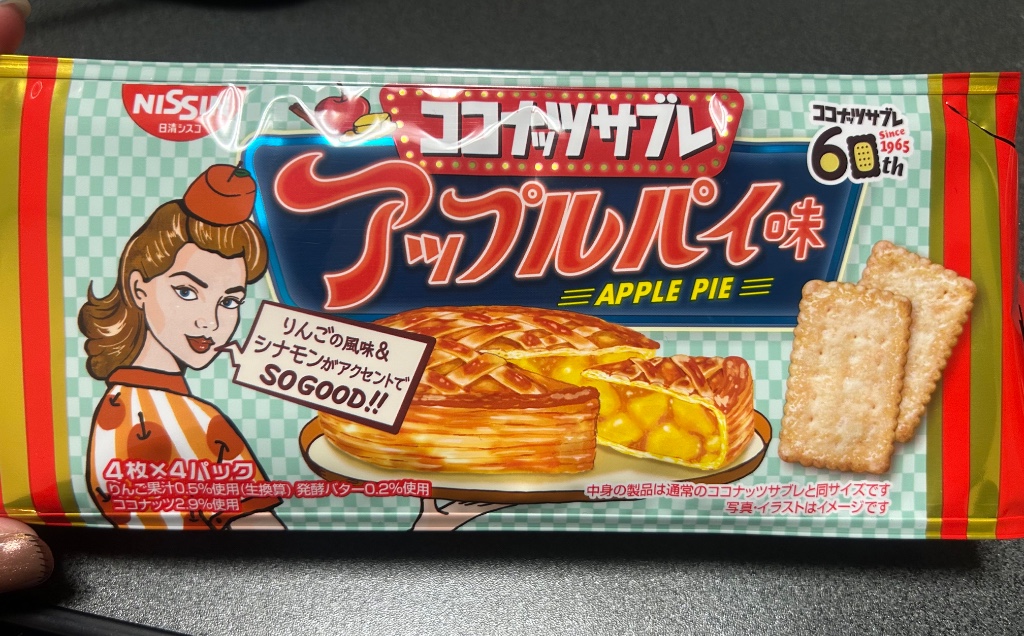 NISSIN
日清シスコ
ココナッツサブレ
ココナッツサブレ
Since
1965
60th
アップルパイ味
APPLE PIE
りんごの風味&
シナモンがアクセントで
SO GOOD!!
4枚×4パック
りんご果汁0.5%使用(生換算) 発酵バター0.2%使用
ココナッツ2.9%使用
中身の製品は通常のココナッツサブレと同サイズです
写真・イラストはイメージです